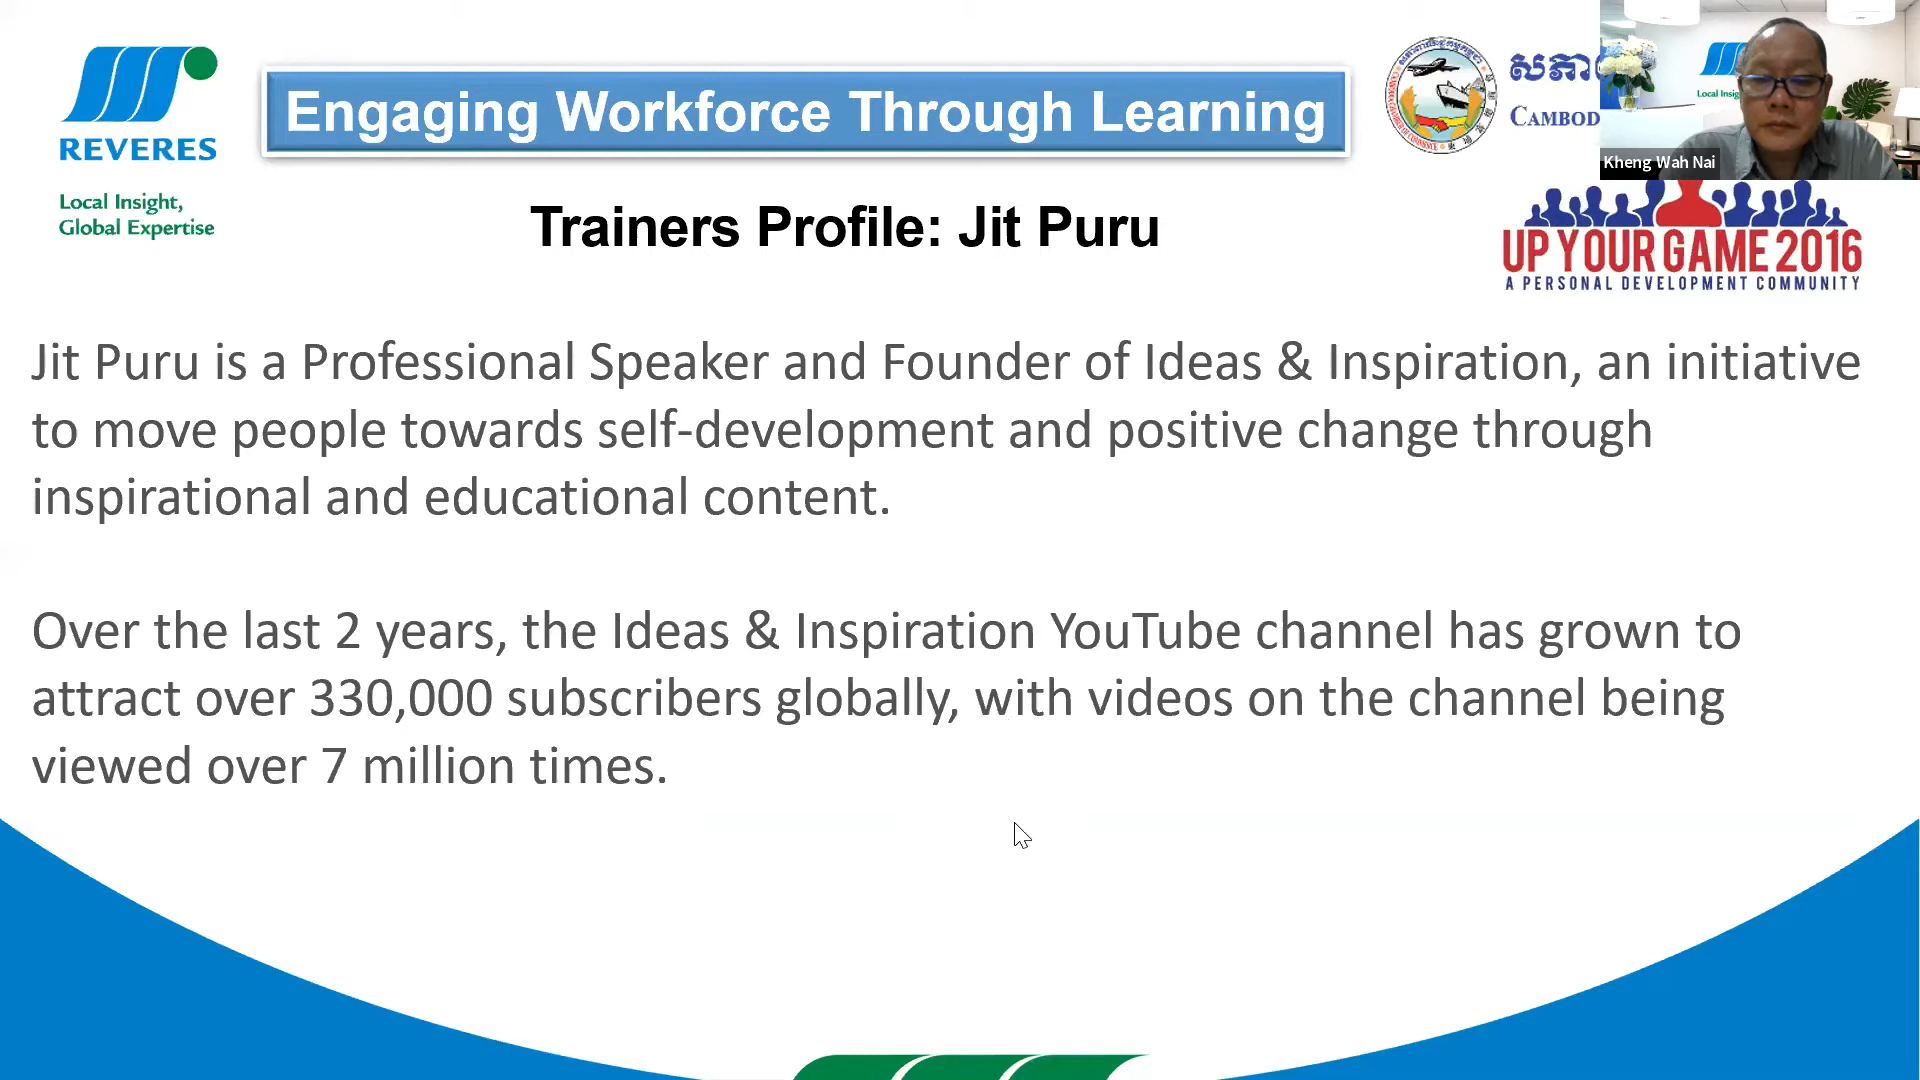 REVERES
Local Insight,
Global Expertise
Engaging Workforce Through Learning
CAMBOD
Local Insig
Kheng Wah Nai
UP YOUR GAME 2016
A PERSONAL DEVELOPMENT COMMUNITY
Trainers Profile: Jit Puru
Jit Puru is a Professional Speaker and Founder of Ideas & Inspiration, an initiative
to move people towards self-development and positive change through
inspirational and educational content.
Over the last 2 years, the Ideas & Inspiration YouTube channel has grown to
attract over 330,000 subscribers globally, with videos on the channel being
viewed over 7 million times.